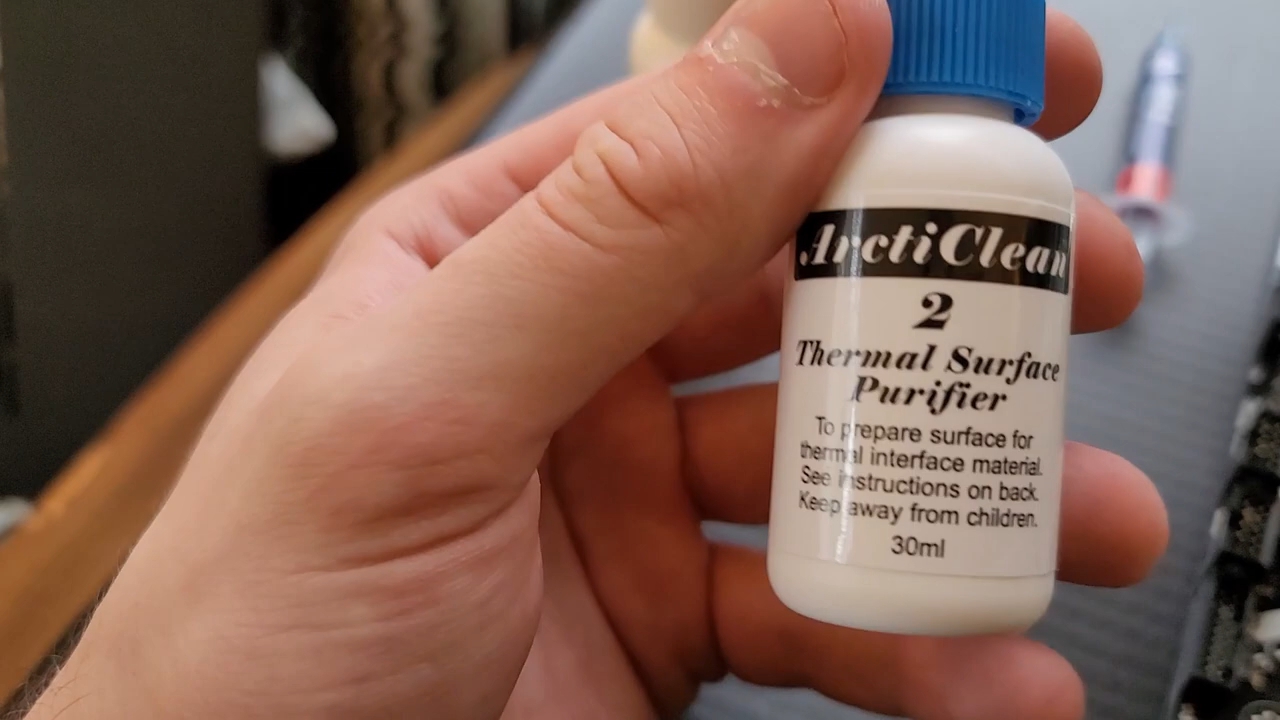 ArctiClean
2
Thermal Surface
Purifier
To prepare surface for
thermal interface material.
See instructions on back.
Keep away from children.
30ml